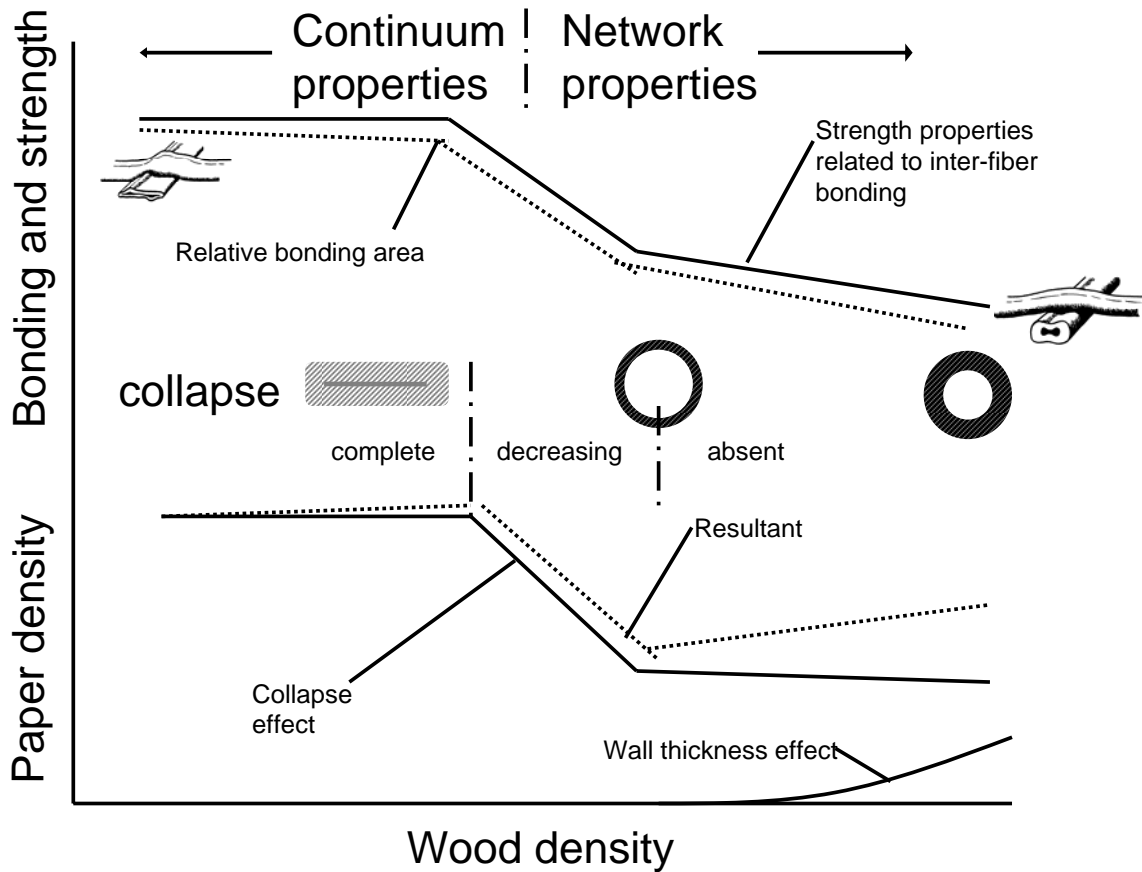 Continuum
properties
Network
properties
Bonding and strength
Strength properties
related to inter-fiber
bonding
Relative bonding area
collapse
complete
decreasing
absent
Paper density
Resultant
Collapse
effect
Wall thickness effect
Wood density